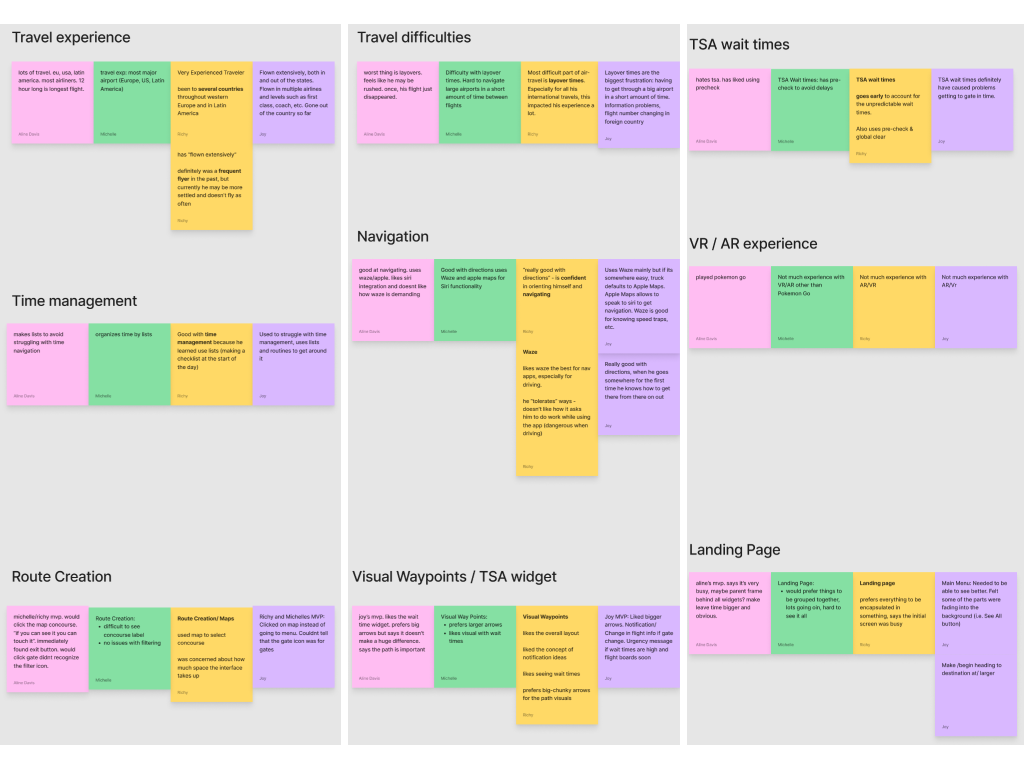 Travel experience
lots of travel. eu, usa, latin
america. most airliners. 12
hour long is longest flight.
Aline Davis
travel exp: most major
airport (Europe, US, Latin
America)
Michelle
Very Experienced Traveler
been to several countries
throughout western
Europe and in Latin
America
Ricky
has "flown extensively"
definitely was a frequent
flyer in the past, but
currently he may be more
settled and doesn't fly as
often
Ricky
Flown extensively, both in
and out of the states.
Flown in multiple airlines
and levels such as first
class, coach, etc. Gone out
of the country so far
Joy
Time management
makes lists to avoid
struggling with time
navigation
Aline Davis
organizes time by lists
Michelle
Good with time
management because he
learned use lists (making a
checklist at the start of
the day)
Ricky
Used to struggle with time
management, uses lists
and routines to get around
it
Joy
Route Creation
michelle/richy mvp. would
click the map concourse.
"if you can see it you can
touch it". immediately
found exit button. would
click gate didnt recognize
the filter icon.
Aline Davis
Route Creation:
• difficult to see
concourse label
• no issues with filtering
Michelle
Route Creation/ Maps
used map to select
concourse
was concerned about how
much space the interface
takes up
Ricky
Richy and Michelles MVP:
Clicked on map instead of
going to menu. Couldnt tell
that the gate icon was for
gates
Joy
Travel difficulties
worst thing is layovers.
feels like he may be
rushed. once, his flight just
disappeared.
Aline Davis
Difficulty with layover
times. Hard to navigate
large airports in a short
amount of time between
flights
Michelle
Most difficult part of air-
travel is layover times.
Especially for all his
international travels, this
impacted his experience a
lot.
Ricky
Layover times are the
biggest frustration: having
to get through a big airport
in a short amount of time.
Information problems,
flight number changing in
foreign country
Joy
Navigation
good at navigating. uses
waze/apple. likes siri
integration and doesnt like
how waze is demanding
Aline Davis
Good with directions uses
Waze and apple maps for
Siri functionality
Michelle
"really good with
directions" - is confident
in orienting himself and
navigating
Ricky
Waze
likes waze the best for nav
apps, especially for
driving.
he "tolerates" ways -
doesn't like how it asks
him to do work while using
the app (dangerous when
driving)
Ricky
Uses Waze mainly but if its
somewhere easy, truck
defaults to Apple Maps.
Apple Maps allows to
speak to siri to get
navigation. Waze is good
for knowing speed traps,
etc.
Joy
Really good with
directions, when he goes
somewhere for the first
time he knows how to get
there from there on out
Joy
Visual Waypoints / TSA widget
joy's mvp. likes the wait
time widget. prefers big
arrows but says it doesn't
make a huge difference.
says the path is important
Aline Davis
Visual Way Points:
• prefers larger arrows
• likes visual with wait
times
Michelle
Visual Waypoints
likes the overall layout
liked the concept of
notification ideas
likes seeing wait times
prefers big-chunky arrows
for the path visuals
Ricky
Joy MVP: Liked bigger
arrows. Notification/
Change in flight info if gate
change. Urgency message
if wait times are high and
flight boards soon
Joy
TSA wait times
hates tsa. has liked using
precheck
Aline Davis
TSA Wait times: has pre-
check to avoid delays
Michelle
TSA wait times
goes early to account for
the unpredictable wait
times.
Also uses pre-check &
global clear
Ricky
TSA wait times definitely
have caused problems
getting to gate in time.
Joy
VR / AR experience
played pokemon go
Aline Davis
Not much experience with
VR/AR other than
Pokemon Go
Michelle
Not much experience with
AR/VR
Ricky
Not much experience with
AR/Vr
Joy
Landing Page
aline's mvp. says it's very
busy, maybe parent frame
behind all widgets? make
leave time bigger and
obvious.
Aline Davis
Landing Page:
• would prefer things to
be grouped together,
lots going oin, hard to
see it all
Michelle
Landing page
prefers everything to be
encapsulated in
something, says the initial
screen was busy
Ricky
Main Menu: Needed to be
able to see better. Felt
some of the parts were
fading into the
background (i.e. See All
button)
Joy
Make /begin heading to
destination at/ larger
Joy